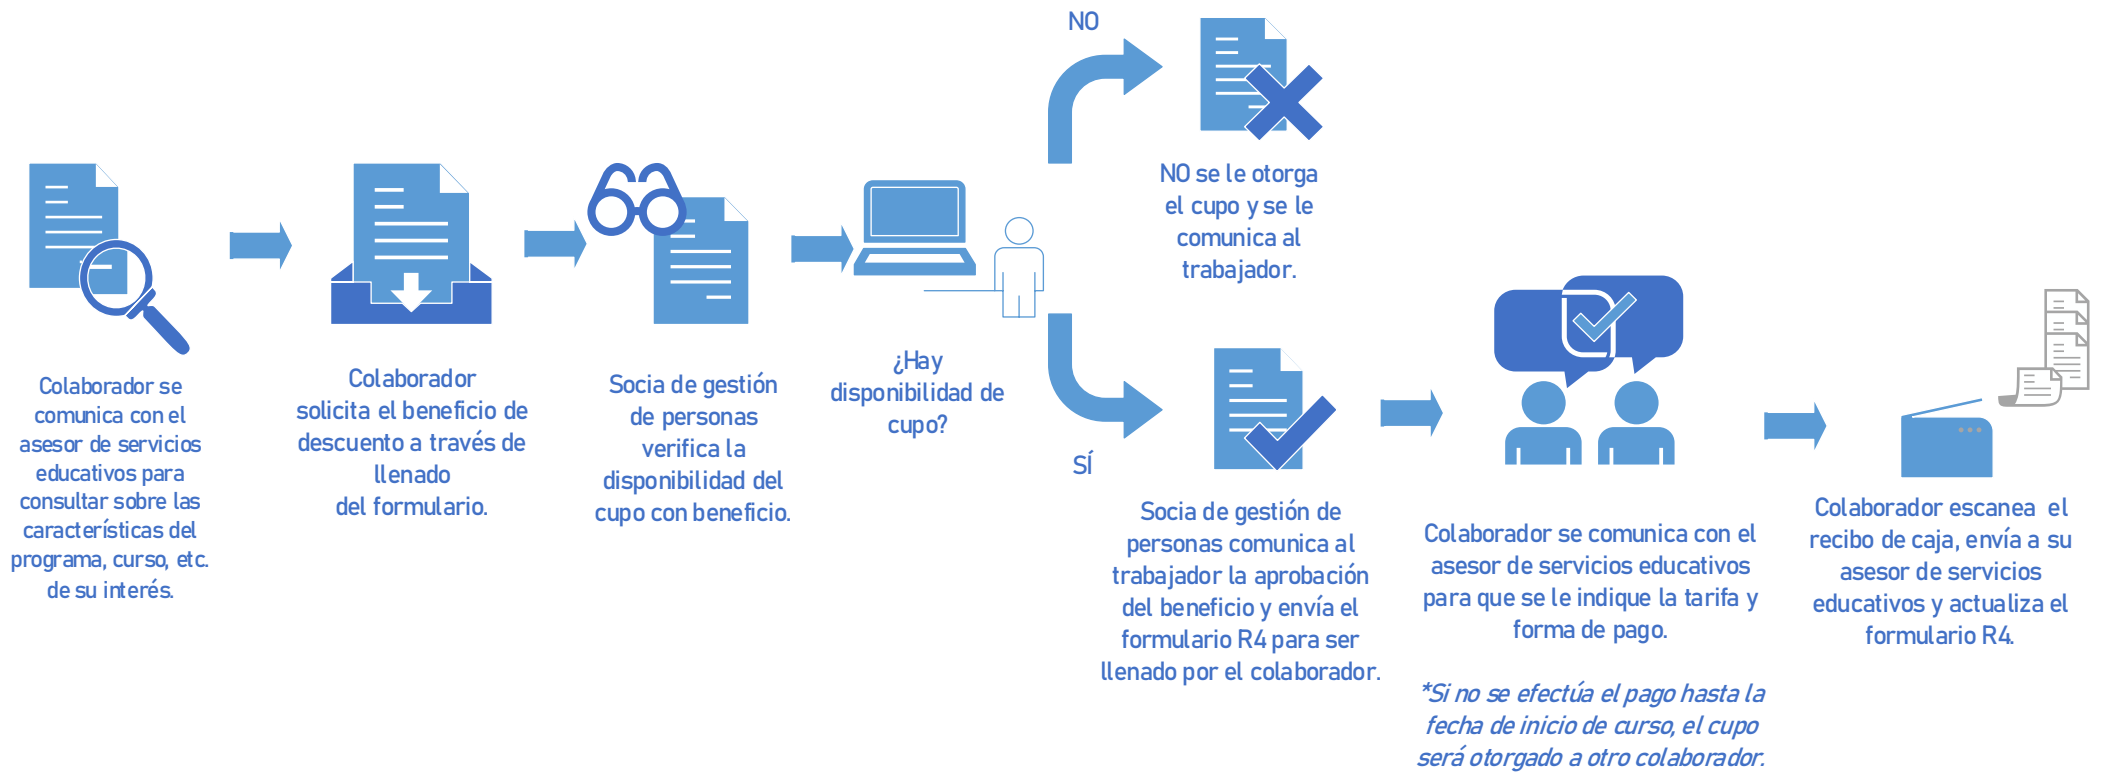 Colaborador se
comunica con el
asesor de servicios
educativos para
consultar sobre las
características del
programa, curso, etc.
de su interés.
Colaborador
solicita el beneficio de
descuento a través de
llenado
del formulario.
Socia de gestión
de personas
verifica la
disponibilidad del
cupo con beneficio.
¿Hay
disponibilidad de
cupo?
NO
NO se le otorga
el cupo y se le
comunica al
trabajador.
SÍ
Socia de gestión de
personas comunica al
trabajador la aprobación
del beneficio y envía el
formulario R4 para ser
llenado por el colaborador.
Colaborador se comunica con el
asesor de servicios educativos
para que se le indique la tarifa y
forma de pago.
*Si no se efectúa el pago hasta la
fecha de inicio de curso, el cupo
será otorgado a otro colaborador.
Colaborador escanea el
recibo de caja, envía a su
asesor de servicios
educativos y actualiza el
formulario R4.